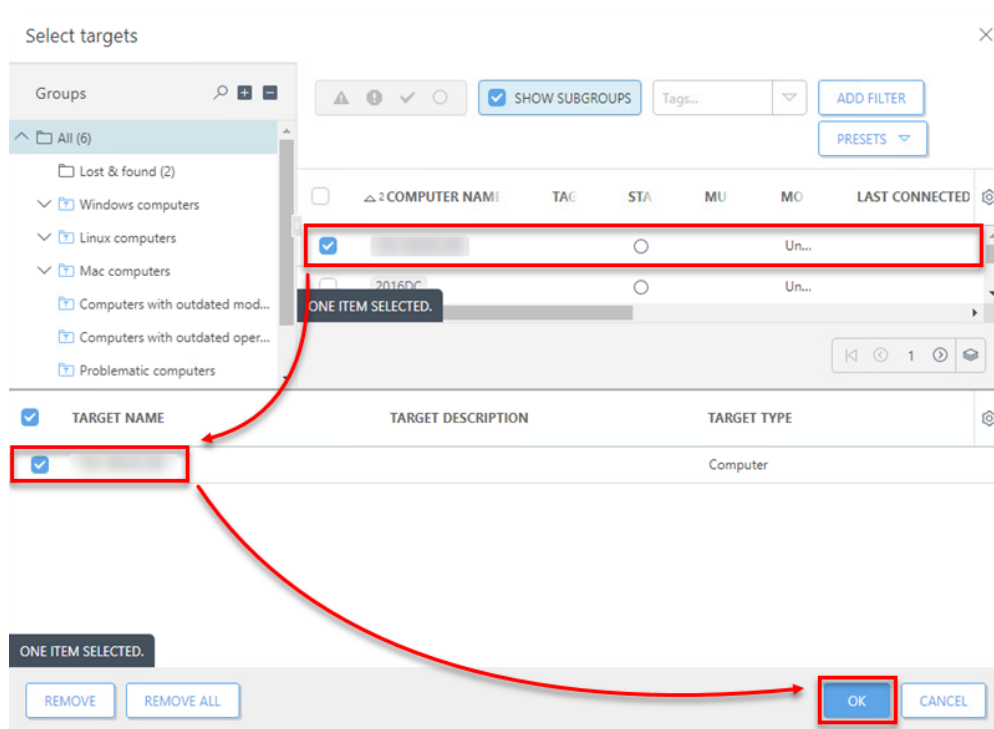 Select targets
Groups
SHOW SUBGROUPS
Tags...
ADD FILTER
PRESETS
All (6)
Lost & found (2)
Windows computers
Linux computers
Mac computers
Computers with outdated mod...
Computers with outdated oper...
Problematic computers
2 COMPUTER NAME TAG STA MU MO LAST CONNECTED
Un...
2016DC Un...
ONE ITEM SELECTED.
1
TARGET NAME TARGET DESCRIPTION TARGET TYPE
Computer
ONE ITEM SELECTED.
REMOVE REMOVE ALL OK CANCEL